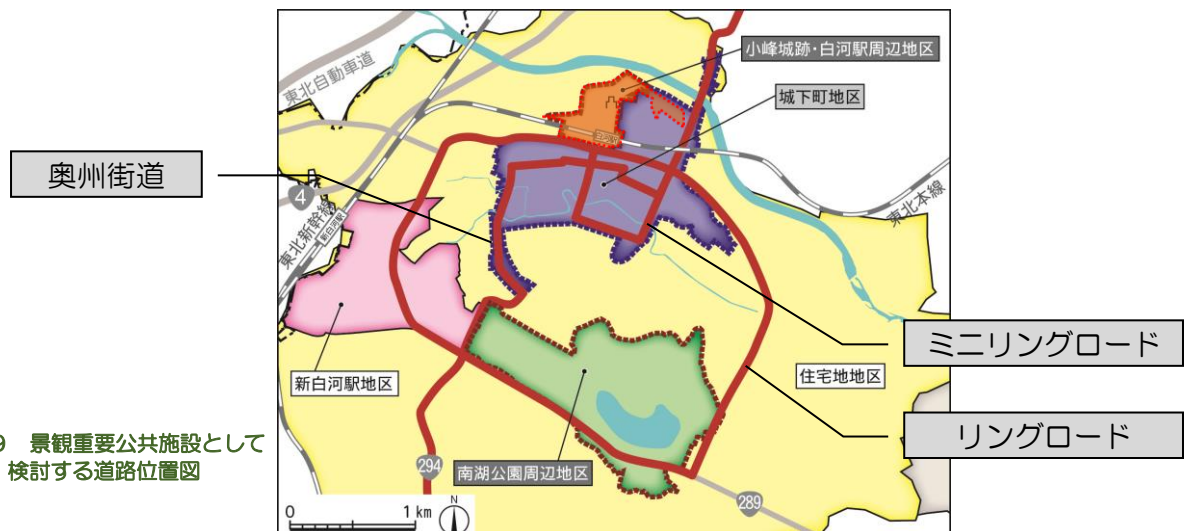 小峰城跡・白河駅周辺地区
東北自動車道
城下町地区
奥州街道
4
東北新幹線
新白河駅
東北本線
ミニリングロード
新白河駅地区
住宅地地区
リングロード
9 景観重要公共施設として
検討する道路位置図
294
南湖公園周辺地区
289
0 1 km
N